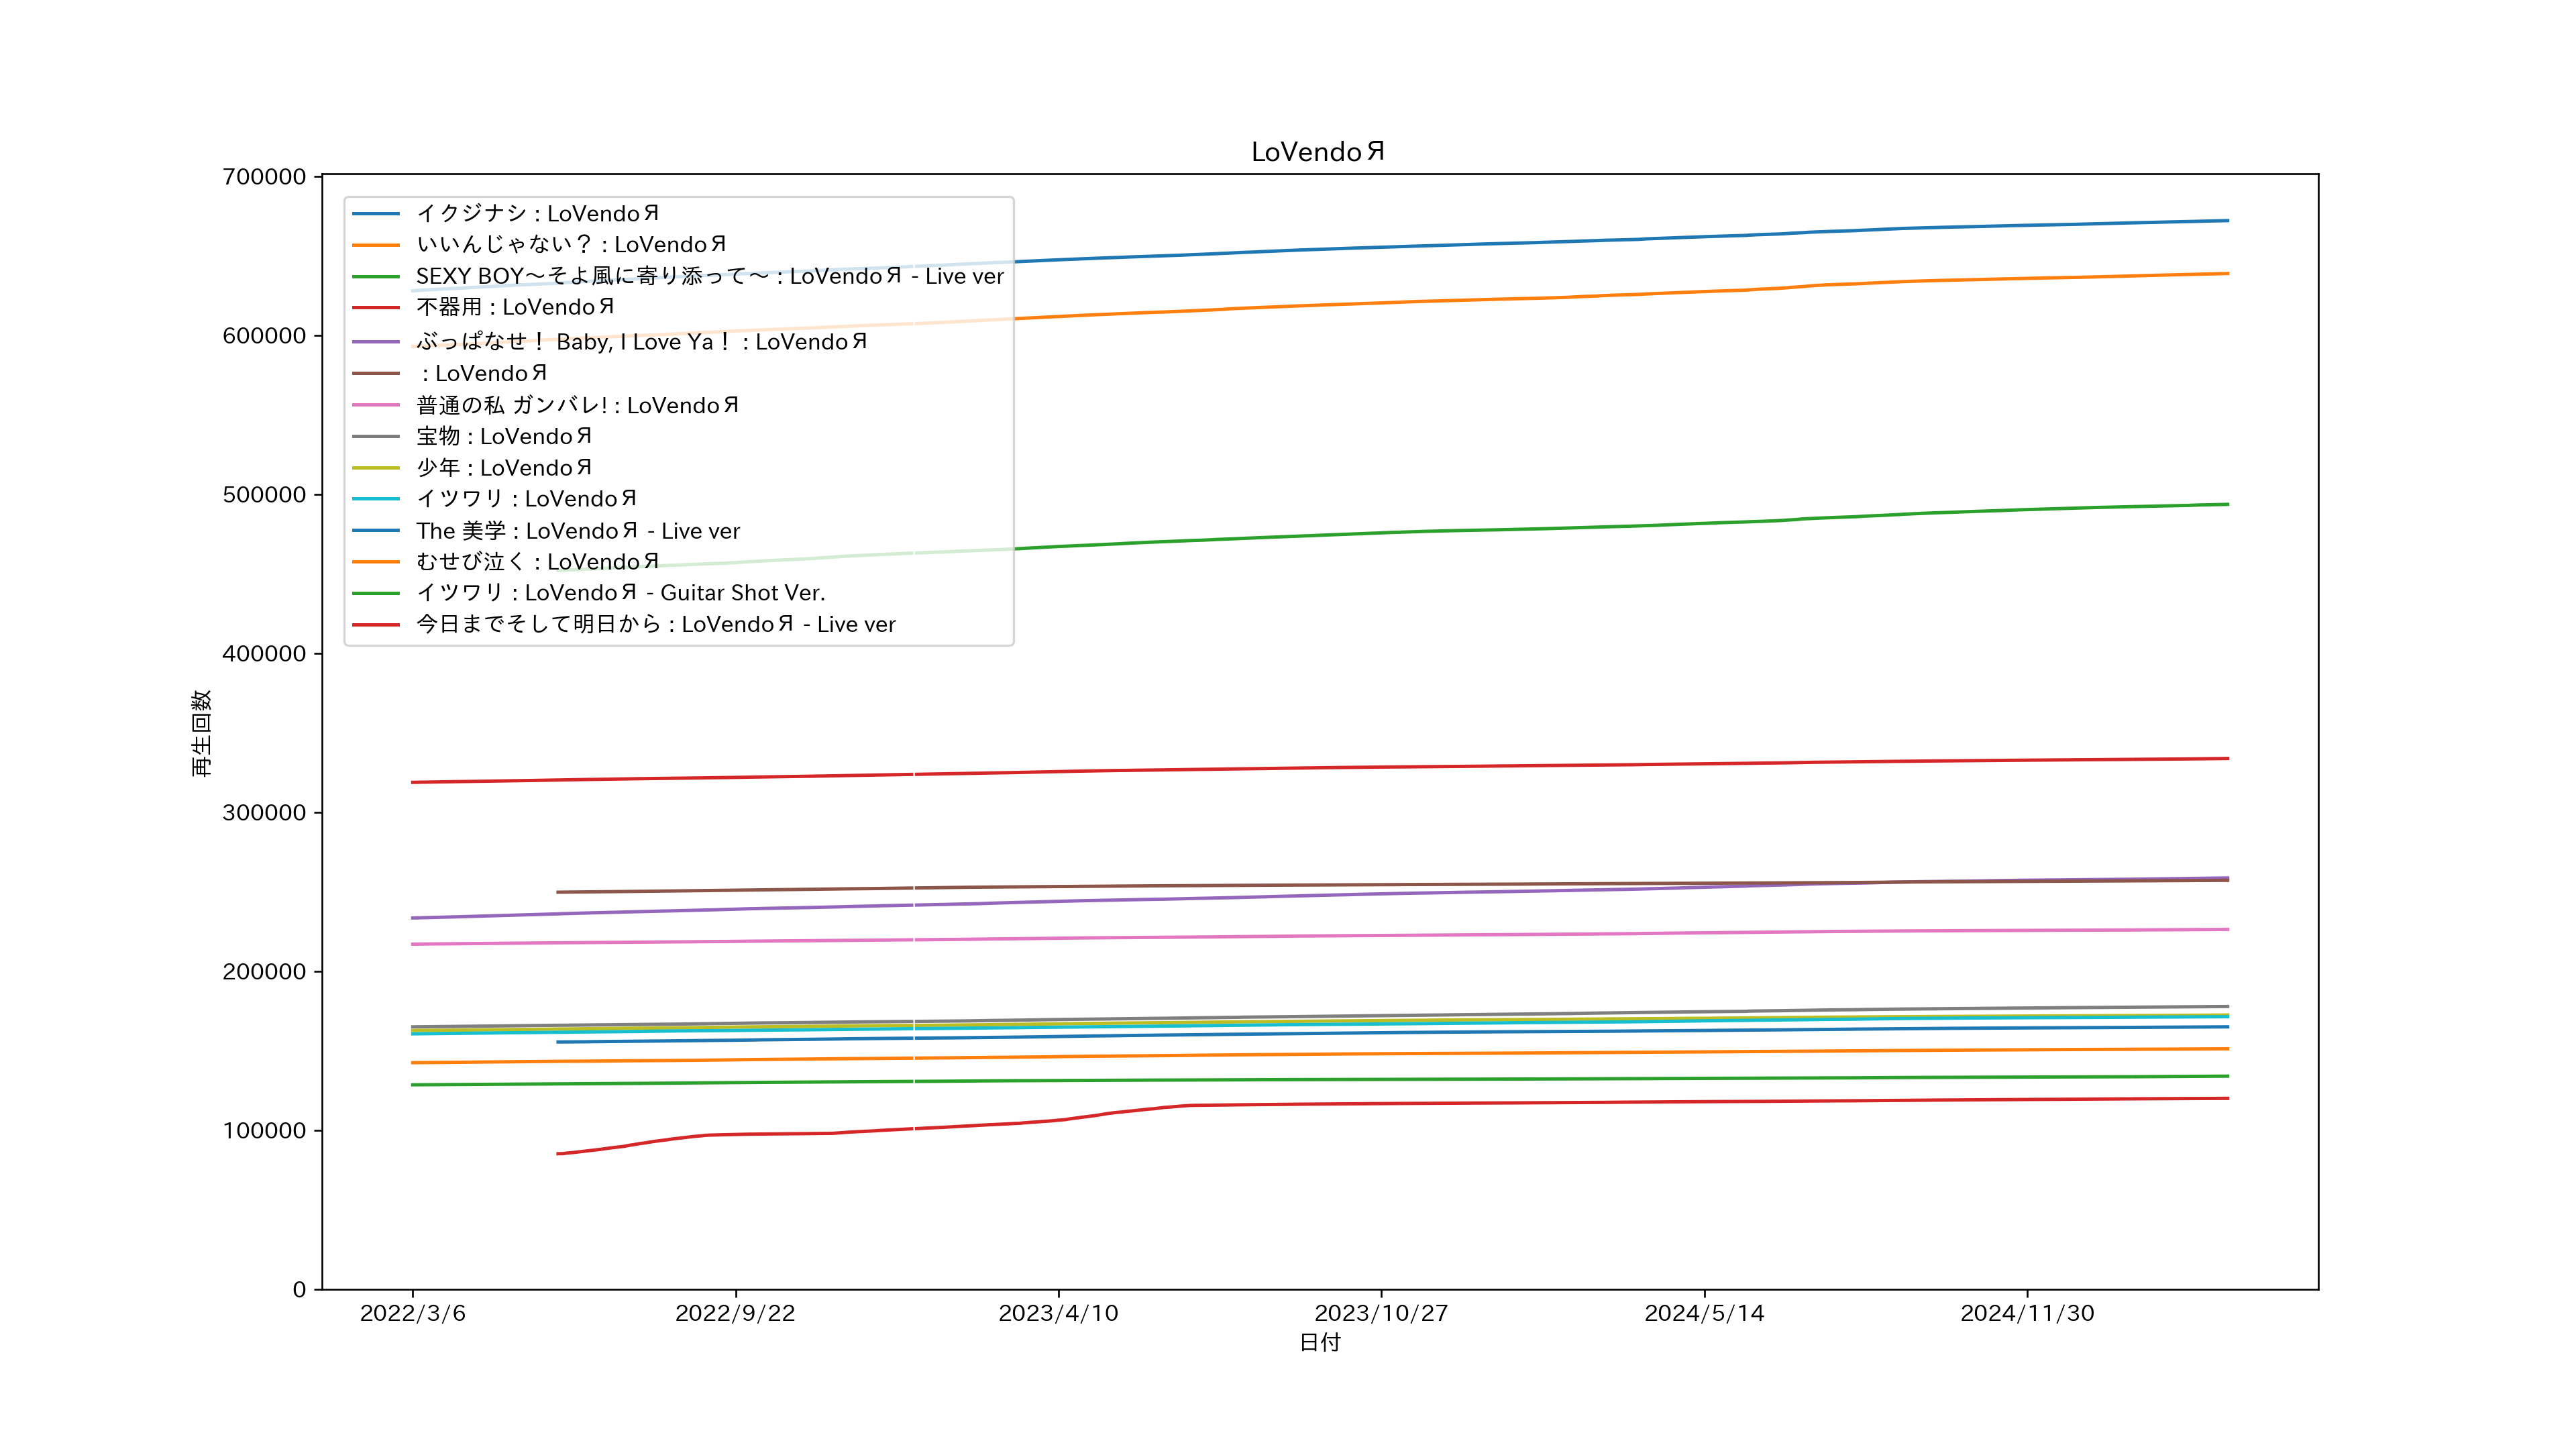 LoVendoЯ
700000
600000
500000
400000
300000
200000
100000
0
再生回数
イクジナシ : LoVendoЯ
いいんじゃない？ : LoVendoЯ
SEXY BOY～そよ風に寄り添って～ : LoVendoЯ - Live ver
不器用 : LoVendoЯ
ぶっぱなせ！ Baby, I Love Ya！ : LoVendoЯ
: LoVendoЯ
普通の私 ガンバレ! : LoVendoЯ
宝物 : LoVendoЯ
少年 : LoVendoЯ
イツワリ : LoVendoЯ
The 美学 : LoVendoЯ - Live ver
むせび泣く : LoVendoЯ
イツワリ : LoVendoЯ - Guitar Shot Ver.
今日までそして明日から : LoVendoЯ - Live ver
2022/3/6
2022/9/22
2023/4/10
2023/10/27
2024/5/14
2024/11/30
日付